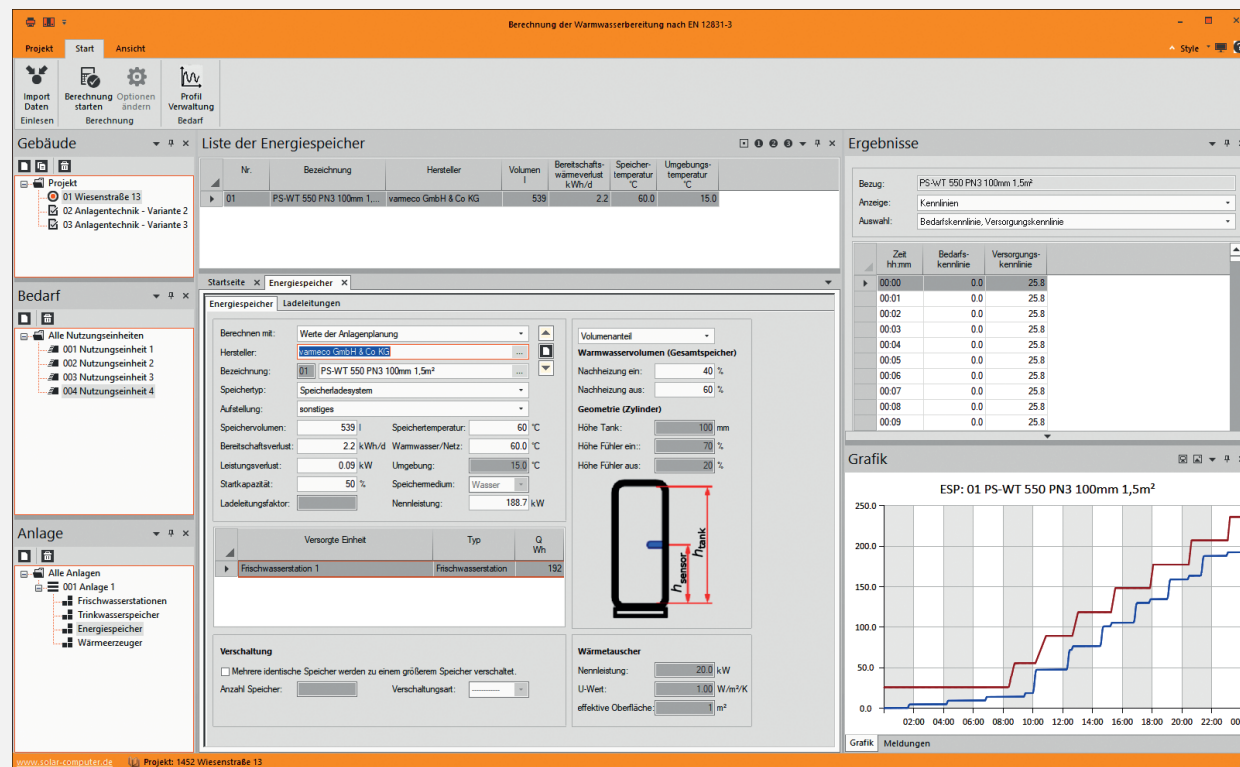 Berechnung der Warmwasserbereitung nach EN 12831-3
Projekt Start Ansicht Style
Import Daten Berechnung starten Optionen ändern Profil Verwaltung
Einlesen Berechnung Bedarf
Gebäude
Projekt
01 Wiesenstraße 13
02 Anlagentechnik - Variante 2
03 Anlagentechnik - Variante 3
Bedarf
Alle Nutzungseinheiten
001 Nutzungseinheit 1
002 Nutzungseinheit 2
003 Nutzungseinheit 3
004 Nutzungseinheit 4
Anlage
Alle Anlagen
001 Anlage 1
Frischwasserstationen
Trinkwasserspeicher
Energiespeicher
Wärmeerzeuger
Liste der Energiespeicher
Nr. Bezeichnung Hersteller Volumen l Bereitschafts-wärmeverlust kWh/d Speicher-temperatur °C Umgebungs-temperatur °C
01 PS-WT 550 PN3 100mm 1,... varmeco GmbH & Co KG 539 2.2 60.0 15.0
Startseite Energiespeicher
Energiespeicher Ladeleitungen
Berechnen mit: Werte der Anlagenplanung
Hersteller: varmeco GmbH & Co KG ...
Bezeichnung: 01 PS-WT 550 PN3 100mm 1,5m² ...
Speichertyp: Speicherladesystem
Aufstellung: sonstiges
Speichervolumen: 539 l Speichertemperatur: 60 °C
Bereitschaftsverlust: 2.2 kWh/d Warmwasser/Netz: 60.0 °C
Leistungsverlust: 0.09 kW Umgebung: 15.0 °C
Startkapazität: 50 % Speichermedium: Wasser
Ladeleitungsfaktor: Nennleistung: 188.7 kW
Versorgte Einheit Typ Q Wh
Frischwasserstation 1 Frischwasserstation 192
Verschaltung
Mehrere identische Speicher werden zu einem größerem Speicher verschaltet.
Anzahl Speicher: Verschaltungsart: ———
Volumenanteil
Warmwasservolumen (Gesamtspeicher)
Nachheizung ein: 40 %
Nachheizung aus: 60 %
Geometrie (Zylinder)
Höhe Tank: 100 mm
Höhe Fühler ein:: 70 %
Höhe Fühler aus: 20 %
hsensor
htank
Wärmetauscher
Nennleistung: 20.0 kW
U-Wert: 1.00 W/m²/K
effektive Oberfläche: 1 m²
Ergebnisse
Bezug: PS-WT 550 PN3 100mm 1,5m²
Anzeige: Kennlinien
Auswahl: Bedarfskennlinie, Versorgungskennlinie
Zeit hh:mm Bedarfs-kennlinie Versorgungs-kennlinie
00:00 0.0 25.8
00:01 0.0 25.8
00:02 0.0 25.8
00:03 0.0 25.8
00:04 0.0 25.8
00:05 0.0 25.8
00:06 0.0 25.8
00:07 0.0 25.8
00:08 0.0 25.8
00:09 0.0 25.8
Grafik
ESP: 01 PS-WT 550 PN3 100mm 1,5m²
250.0
200.0
150.0
100.0
50.0
0.0
02:00 04:00 06:00 08:00 10:00 12:00 14:00 16:00 18:00 20:00 22:00 00
Grafik Meldungen
www.solar-computer.de Projekt: 1452 Wiesenstraße 13